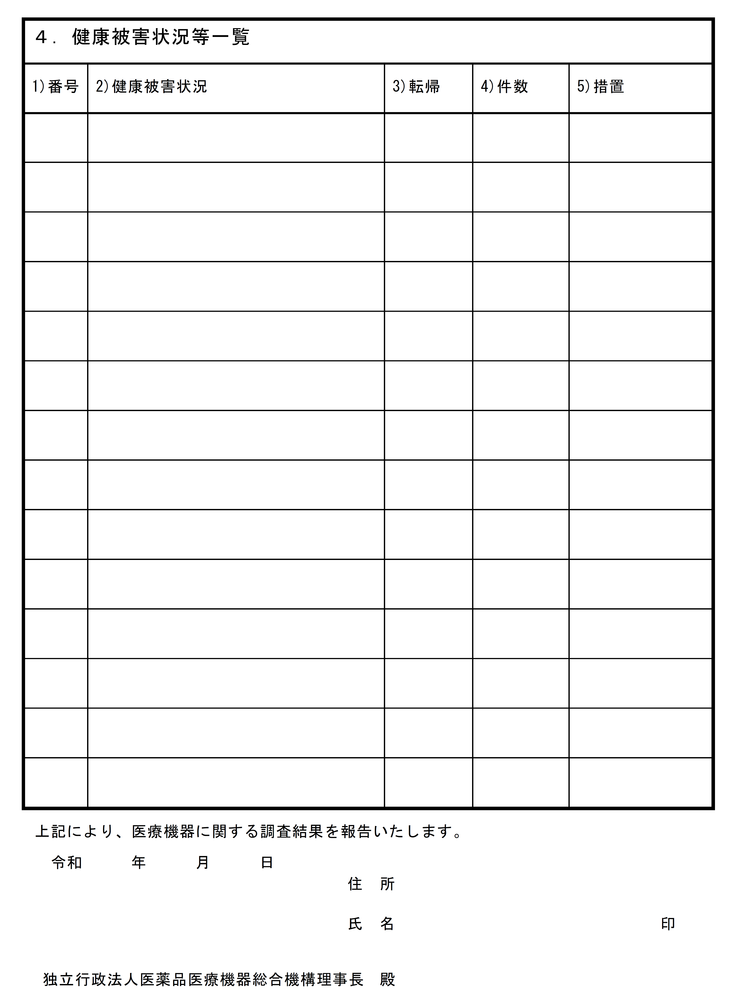 ４. 健康被害状況等一覧
1)番号 2)健康被害状況 3)転帰 4)件数 5)措置
上記により、医療機器に関する調査結果を報告いたします。
令和　　　年　　　月　　　日
住　所
氏　名　　　　　　　　　　　　　　　　印
独立行政法人医薬品医療機器総合機構理事長　殿